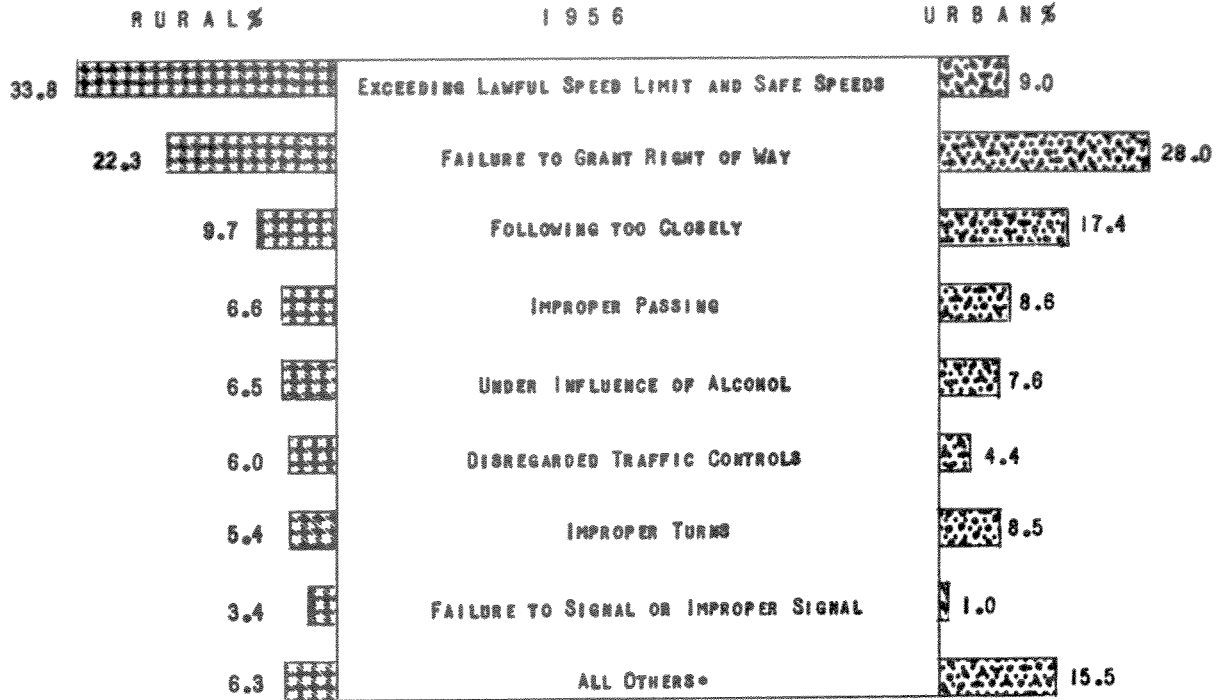 RURAL% 1956 URBAN%
33.8 EXCEEDING LAWFUL SPEED LIMIT AND SAFE SPEEDS 9.0
22.3 FAILURE TO GRANT RIGHT OF WAY 28.0
9.7 FOLLOWING TOO CLOSELY 17.4
6.6 IMPROPER PASSING 8.6
6.5 UNDER INFLUENCE OF ALCOHOL 7.6
6.0 DISREGARDED TRAFFIC CONTROLS 4.4
5.4 IMPROPER TURNS 8.5
3.4 FAILURE TO SIGNAL OR IMPROPER SIGNAL 1.0
6.3 ALL OTHERS* 15.5